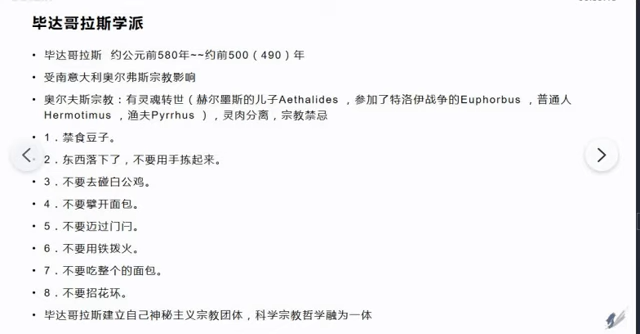 毕达哥拉斯学派
• 毕达哥拉斯 约公元前580年~~约前500（490）年
• 受南意大利奥尔弗斯宗教影响
• 奥尔夫斯宗教：有灵魂转世（赫尔墨斯的儿子Aethalides ，参加了特洛伊战争的Euphorbus ，普通人
Hermotimus ，渔夫Pyrrhus ），灵肉分离，宗教禁忌
• 1．禁食豆子。
• 2．东西落下了，不要用手拣起来。
• 3．不要去碰白公鸡。
• 4．不要擘开面包。
• 5．不要迈过门闩。
• 6．不要用铁拨火。
• 7．不要吃整个的面包。
• 8．不要招花环。
• 毕达哥拉斯建立自己神秘主义宗教团体，科学宗教哲学融为一体